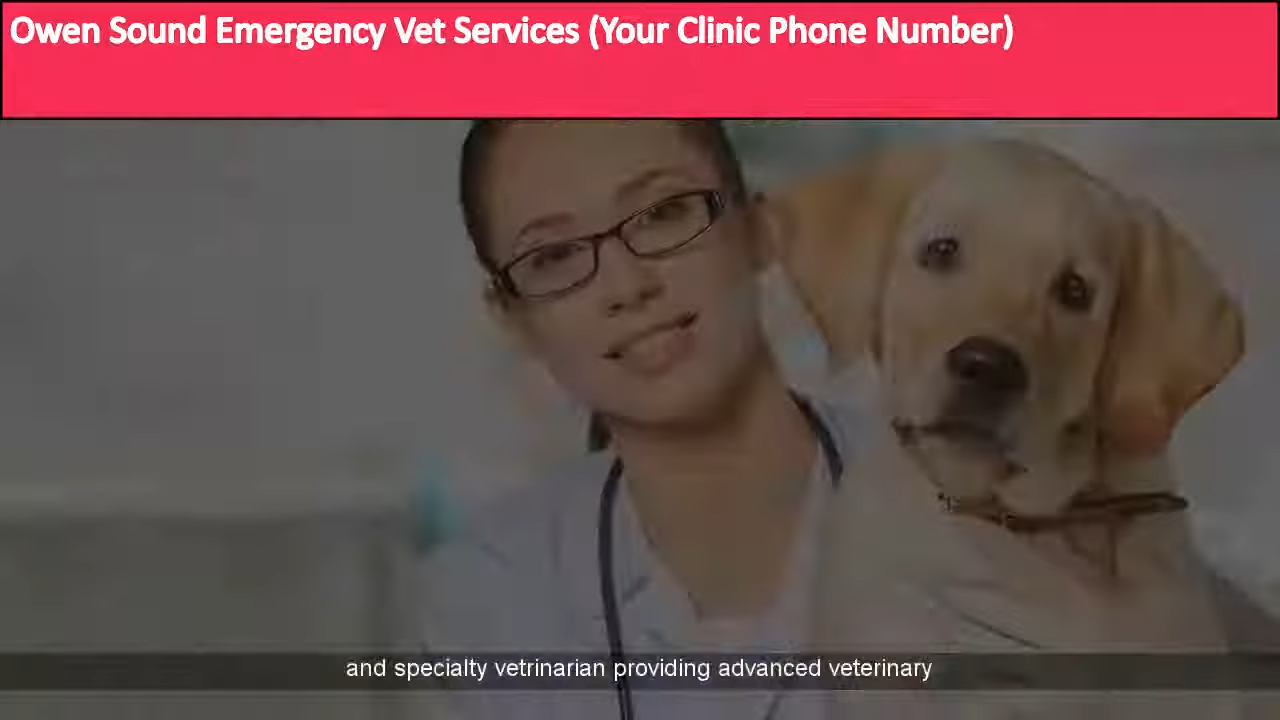 Owen Sound Emergency Vet Services (Your Clinic Phone Number)
and specialty vetrinarian providing advanced veterinary